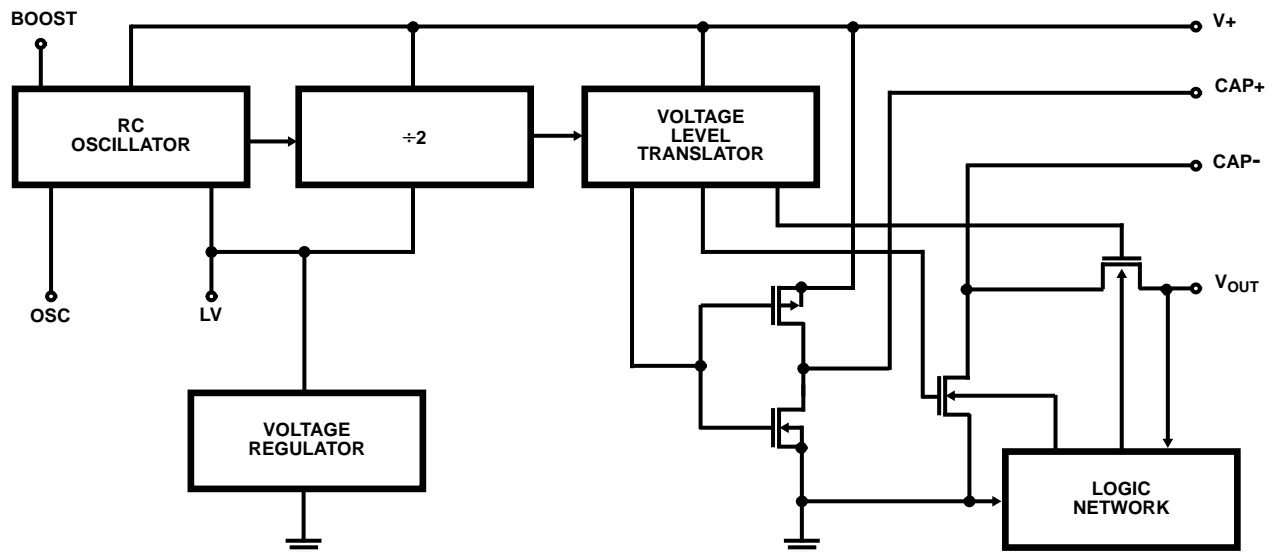 BOOST
V+
CAP+
RC
OSCILLATOR
÷2
VOLTAGE
LEVEL
TRANSLATOR
CAP-
OSC
LV
VOUT
VOLTAGE
REGULATOR
LOGIC
NETWORK